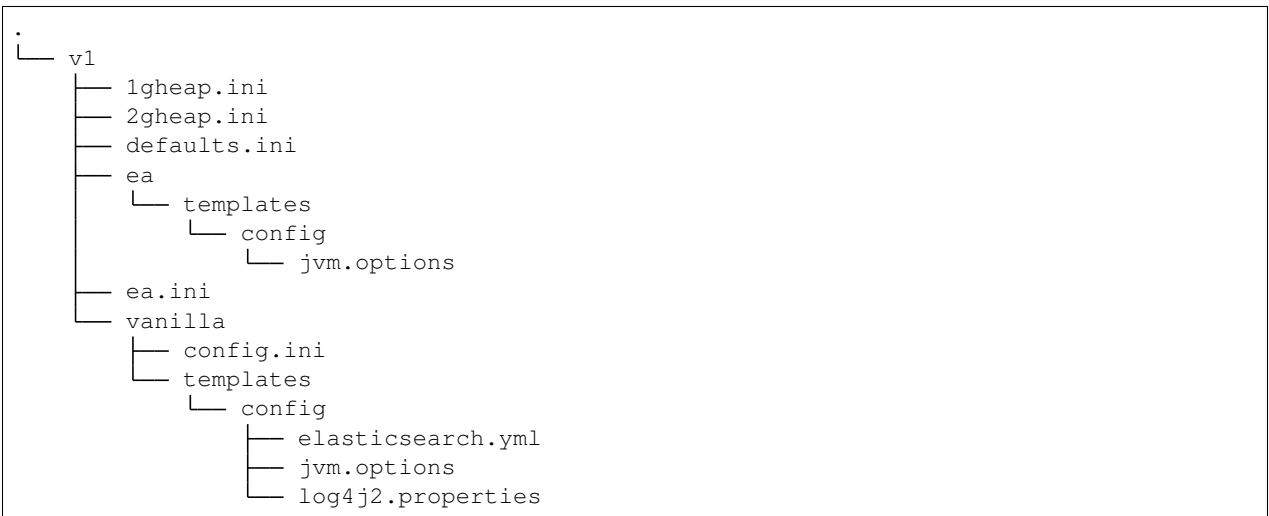 .
└── v1
    ├── 1gheap.ini
    ├── 2gheap.ini
    ├── defaults.ini
    ├── ea
    │   └── templates
    │       └── config
    │           └── jvm.options
    ├── ea.ini
    └── vanilla
        ├── config.ini
        └── templates
            └── config
                ├── elasticsearch.yml
                ├── jvm.options
                └── log4j2.properties